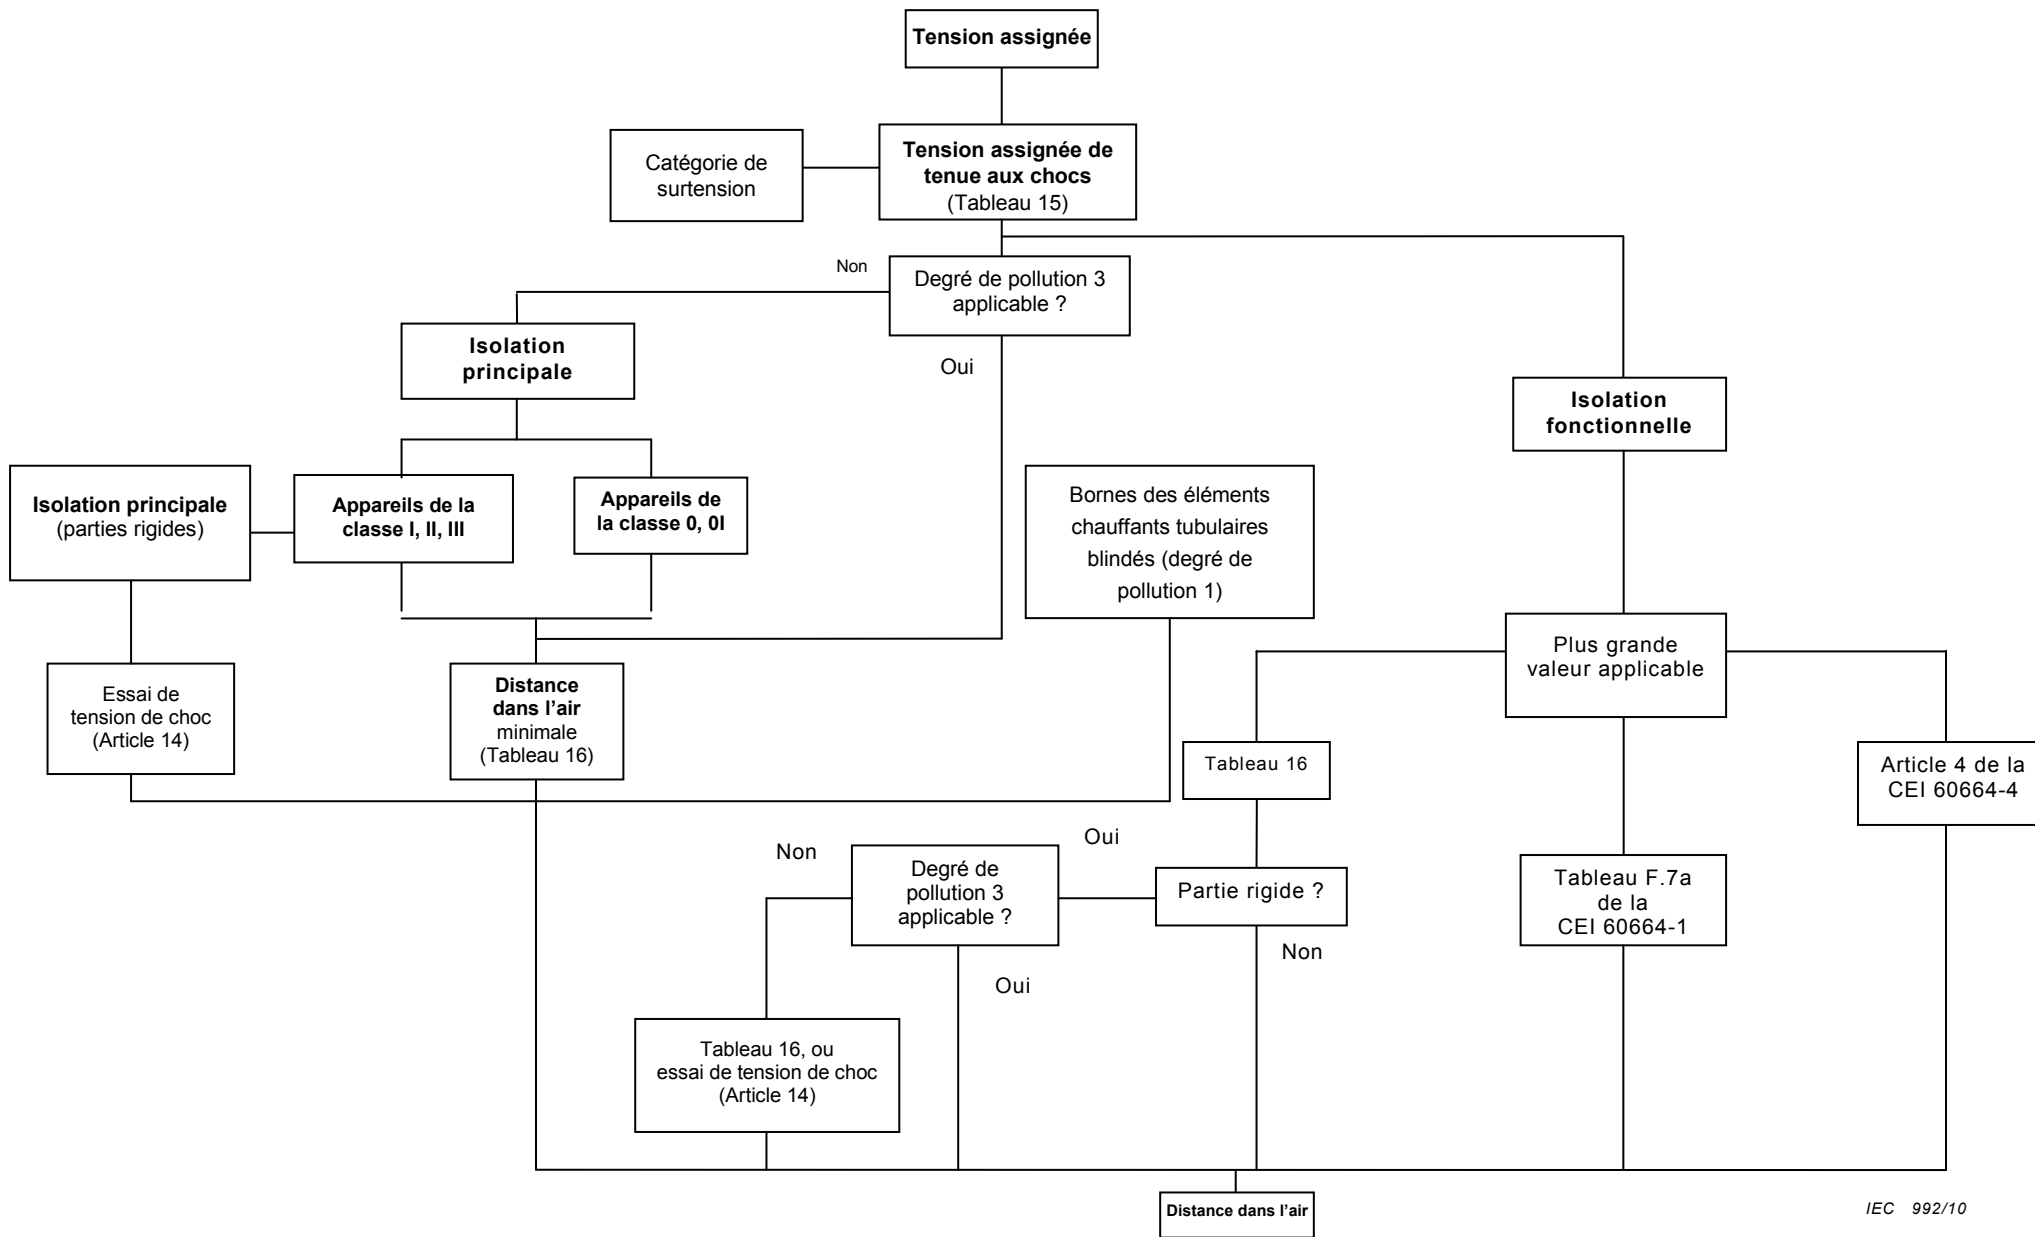 Tension assignée
Catégorie de
surtension
Tension assignée de
tenue aux chocs
(Tableau 15)
Non
Degré de pollution 3
applicable ?
Oui
Isolation
principale
Isolation
fonctionnelle
Isolation principale
(parties rigides)
Appareils de la
classe I, II, III
Appareils de
la classe 0, 0I
Bornes des éléments
chauffants tubulaires
blindés (degré de
pollution 1)
Plus grande
valeur applicable
Essai de
tension de choc
(Article 14)
Distance
dans l’air
minimale
(Tableau 16)
Tableau 16
Article 4 de la
CEI 60664-4
Non
Degré de
pollution 3
applicable ?
Oui
Partie rigide ?
Tableau F.7a
de la
CEI 60664-1
Oui
Non
Tableau 16, ou
essai de tension de choc
(Article 14)
Distance dans l’air
IEC 992/10